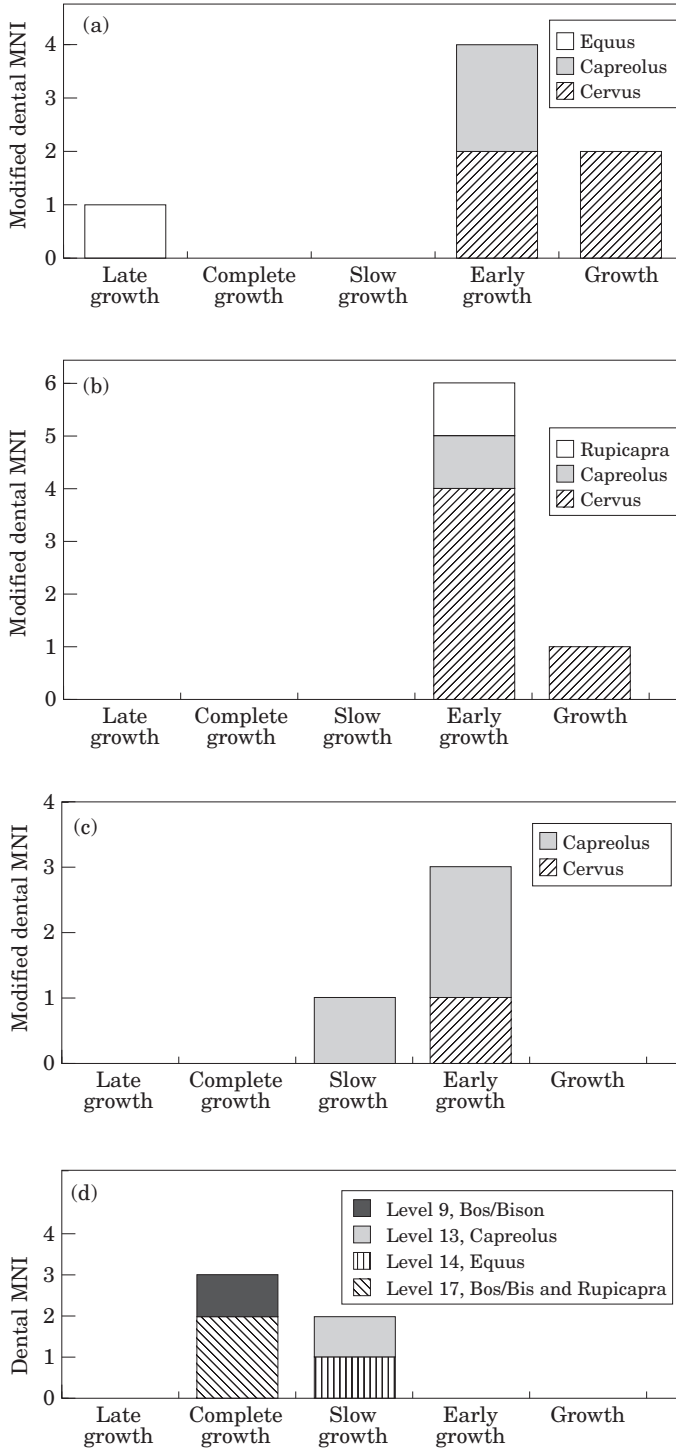 (a)
Equus
Capreolus
Cervus
Modified dental MNI
4
3
2
1
0
Late growth
Complete growth
Slow growth
Early growth
Growth
(b)
Rupicapra
Capreolus
Cervus
Modified dental MNI
6
5
4
3
2
1
0
Late growth
Complete growth
Slow growth
Early growth
Growth
(c)
Capreolus
Cervus
Modified dental MNI
4
3
2
1
0
Late growth
Complete growth
Slow growth
Early growth
Growth
(d)
Level 9, Bos/Bison
Level 13, Capreolus
Level 14, Equus
Level 17, Bos/Bis and Rupicapra
Dental MNI
4
3
2
1
0
Late growth
Complete growth
Slow growth
Early growth
Growth